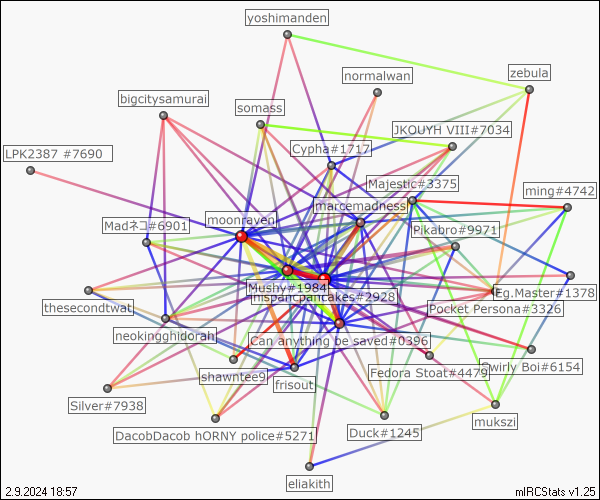 yoshimanden
zebula
normalwan
bigcitysamurai
somass
JKOUYH VIII#7034
Cypha#1717
LPK2387 #7690
Majestic#3375
ming#4742
marcemadness
moonraven
Madネコ#6901
Pikabro#9971
Mushy#1984
mspancpancakes#2928
Eg.Master#1378
thesecondtwat
Pocket Persona#3326
neokingghidorah
Can anything be saved#0396
shawntee9
frisout
Fedora Stoat#4479
Swirly Boi#6154
Silver#7938
mukszi
DacobDacob hORNY police#5271
Duck#1245
eliakith
2.9.2024 18:57
mIRCStats v1.25